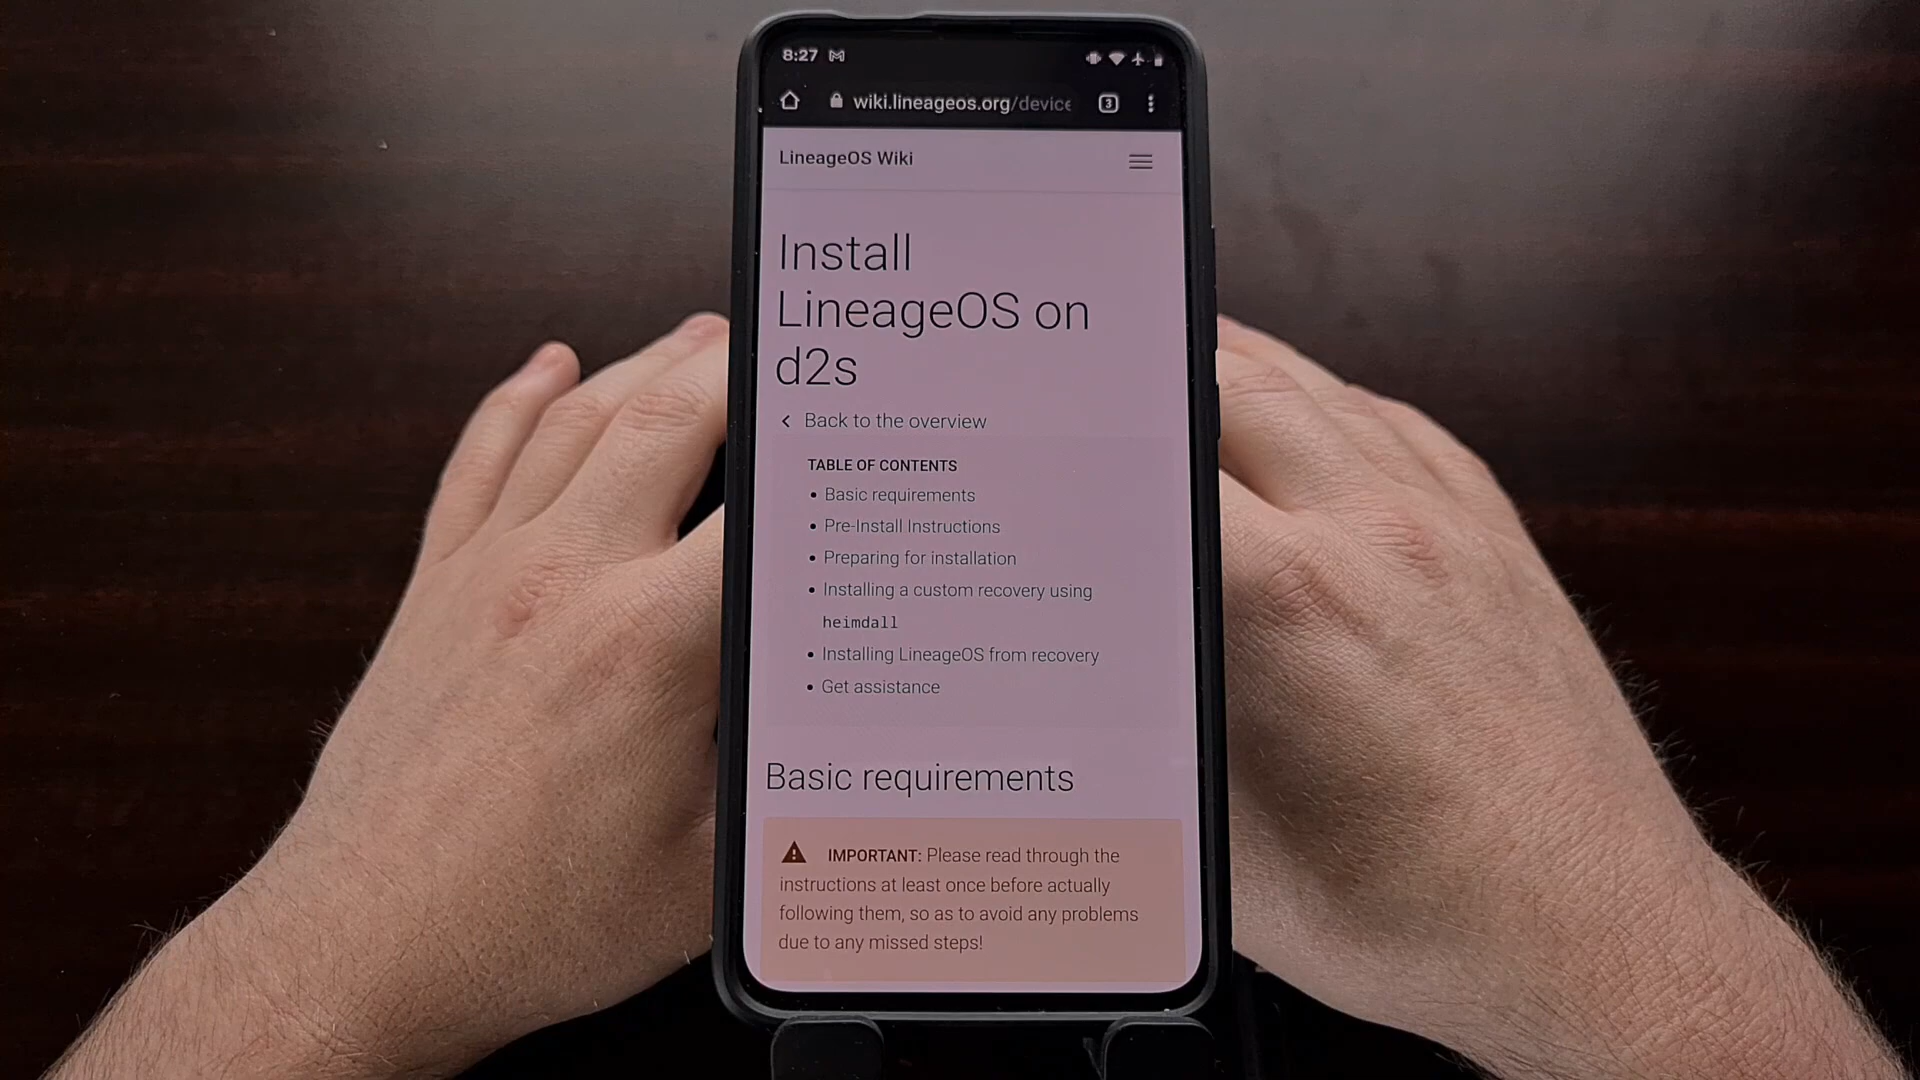 8:27
wiki.lineageos.org/device
3
LineageOS Wiki
Install
LineageOS on
d2s
Back to the overview
TABLE OF CONTENTS
• Basic requirements
• Pre-Install Instructions
• Preparing for installation
• Installing a custom recovery using
heimdall
• Installing LineageOS from recovery
• Get assistance
Basic requirements
IMPORTANT: Please read through the
instructions at least once before actually
following them, so as to avoid any problems
due to any missed steps!